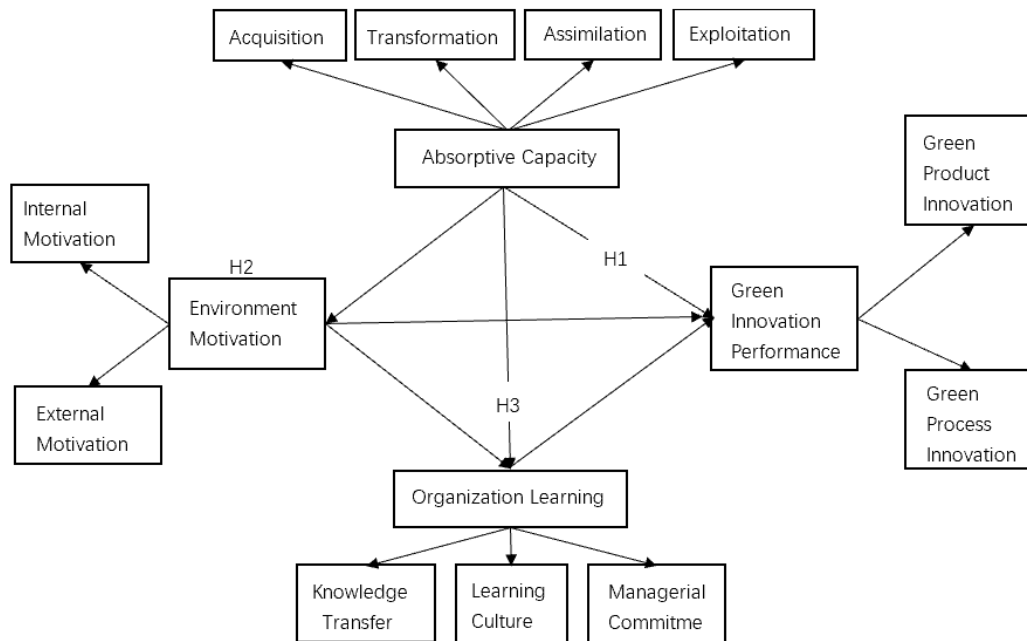 Acquisition
Transformation
Assimilation
Exploitation
Absorptive Capacity
Green
Product
Innovation
Internal
Motivation
H2
H1
Environment
Motivation
Green
Innovation
Performance
External
Motivation
H3
Green
Process
Innovation
Organization Learning
Knowledge
Transfer
Learning
Culture
Managerial
Commitme